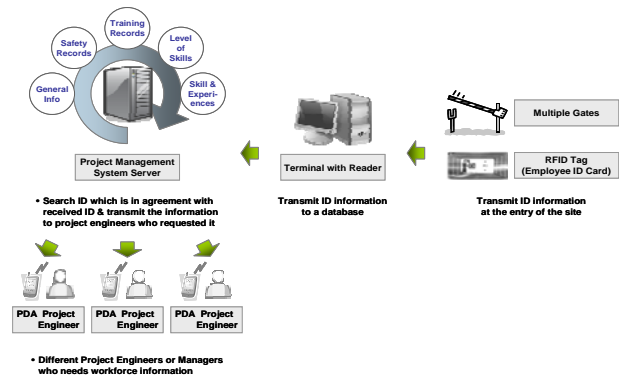 Training
Records
Safety
Records
Level
of
Skills
General
Info
Skill &
Experi-
ences
Project Management
System Server
Terminal with Reader
Multiple Gates
RFID Tag
(Employee ID Card)
• Search ID which is in agreement with
received ID & transmit the information
to project engineers who requested it
Transmit ID information
to a database
Transmit ID information
at the entry of the site
PDA Project
Engineer
PDA Project
Engineer
PDA Project
Engineer
• Different Project Engineers or Managers
who needs workforce information